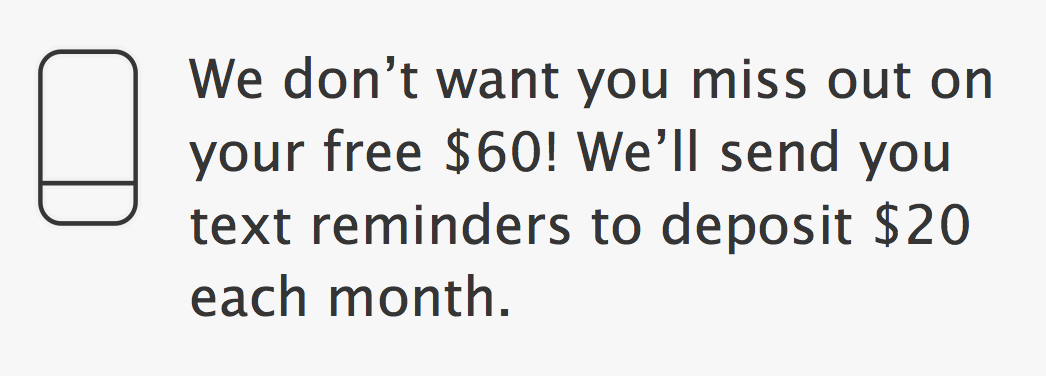 We don’t want you miss out on
your free $60! We’ll send you
text reminders to deposit $20
each month.